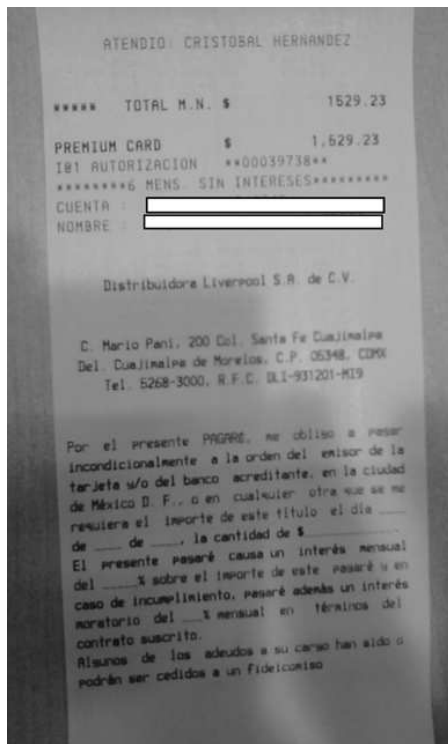 ATENDIO: CRISTOBAL HERNANDEZ
***** TOTAL M.N. $ 1529.23
PREMIUM CARD $ 1,529.23
I@1 AUTORIZACION **00039738**
********6 MENS. SIN INTERESES*********
CUENTA :
NOMBRE :
Distribuidora Liverpool S.A. de C.V.
C. Mario Pani, 200 Col. Santa Fe Cuajimalpa
Del. Cuajimalpa de Morelos, C.P. 05348, CDMX
Tel. 5268-3000, R.F.C. DLI-931201-MI9
Por el presente PAGARE, me obligo a pagar
incondicionalmente a la orden del emisor de la
tarjeta y/o del banco acreditante, en la ciudad
de México D. F., o en cualquier otra que se me
requiera el importe de este título el día ____
de ____ de ____, la cantidad de $__________
El presente pagaré causa un interés mensual
del _____% sobre el importe de este pagaré y en
caso de incumplimiento, pagaré además un interés
moratorio del ___% mensual en términos del
contrato suscrito.
Algunos de los adeudos a su cargo han sido o
podrán ser cedidos a un fideicomiso